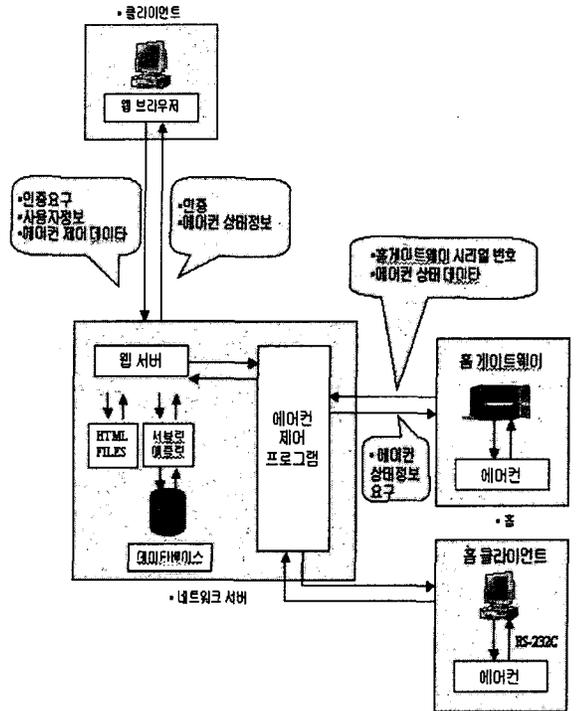 • 클라이언트
웹 브라우저
•인증요구
•사용자정보
•에어컨 제어 데이타
•인증
•에어컨 상태정보
•홈게이트웨이 시리얼 번호
•에어컨 상태 데이타
웹 서버
HTML
FILES
서블릿
애플릿
데이타베이스
에어컨
제어
프로그램
• 에어컨
상태정보
요구
• 네트워크 서버
홈 게이트웨이
에어컨
• 홈
홈 클라이언트
RS-232C
에어컨